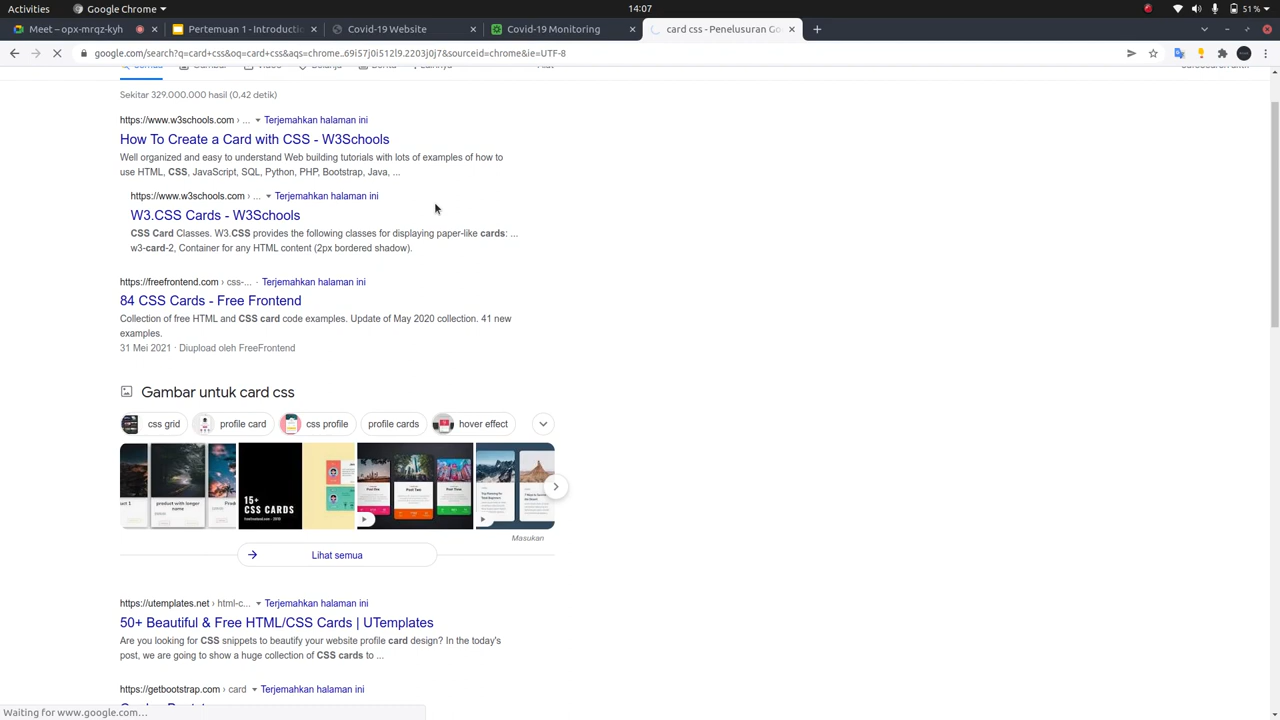 Activities
Google Chrome
14:07
51 %
Meet – opx-mrqz-kyh
Pertemuan 1 - Introductio
Covid-19 Website
Covid-19 Monitoring
card css - Penelusuran Go
google.com/search?q=card+css&oq=card+css&aqs=chrome..69i57j0i512l9.2203j0j7&sourceid=chrome&ie=UTF-8
Sekitar 329.000.000 hasil (0,42 detik)
https://www.w3schools.com › ... Terjemahkan halaman ini
How To Create a Card with CSS - W3Schools
Well organized and easy to understand Web building tutorials with lots of examples of how to
use HTML, CSS, JavaScript, SQL, Python, PHP, Bootstrap, Java, ...
https://www.w3schools.com › ... Terjemahkan halaman ini
W3.CSS Cards - W3Schools
CSS Card Classes. W3.CSS provides the following classes for displaying paper-like cards: ...
w3-card-2, Container for any HTML content (2px bordered shadow).
https://freefrontend.com › css-... Terjemahkan halaman ini
84 CSS Cards - Free Frontend
Collection of free HTML and CSS card code examples. Update of May 2020 collection. 41 new
examples.
31 Mei 2021 · Diupload oleh FreeFrontend
Gambar untuk card css
css grid
profile card
css profile
profile cards
hover effect
product with longer
name
15+
CSS CARDS
Post Two
Masukan
Lihat semua
https://utemplates.net › html-c... Terjemahkan halaman ini
50+ Beautiful & Free HTML/CSS Cards | UTemplates
Are you looking for CSS snippets to beautify your website profile card design? In the today's
post, we are going to show a huge collection of CSS cards to ...
https://getbootstrap.com › card Terjemahkan halaman ini
Waiting for www.google.com...